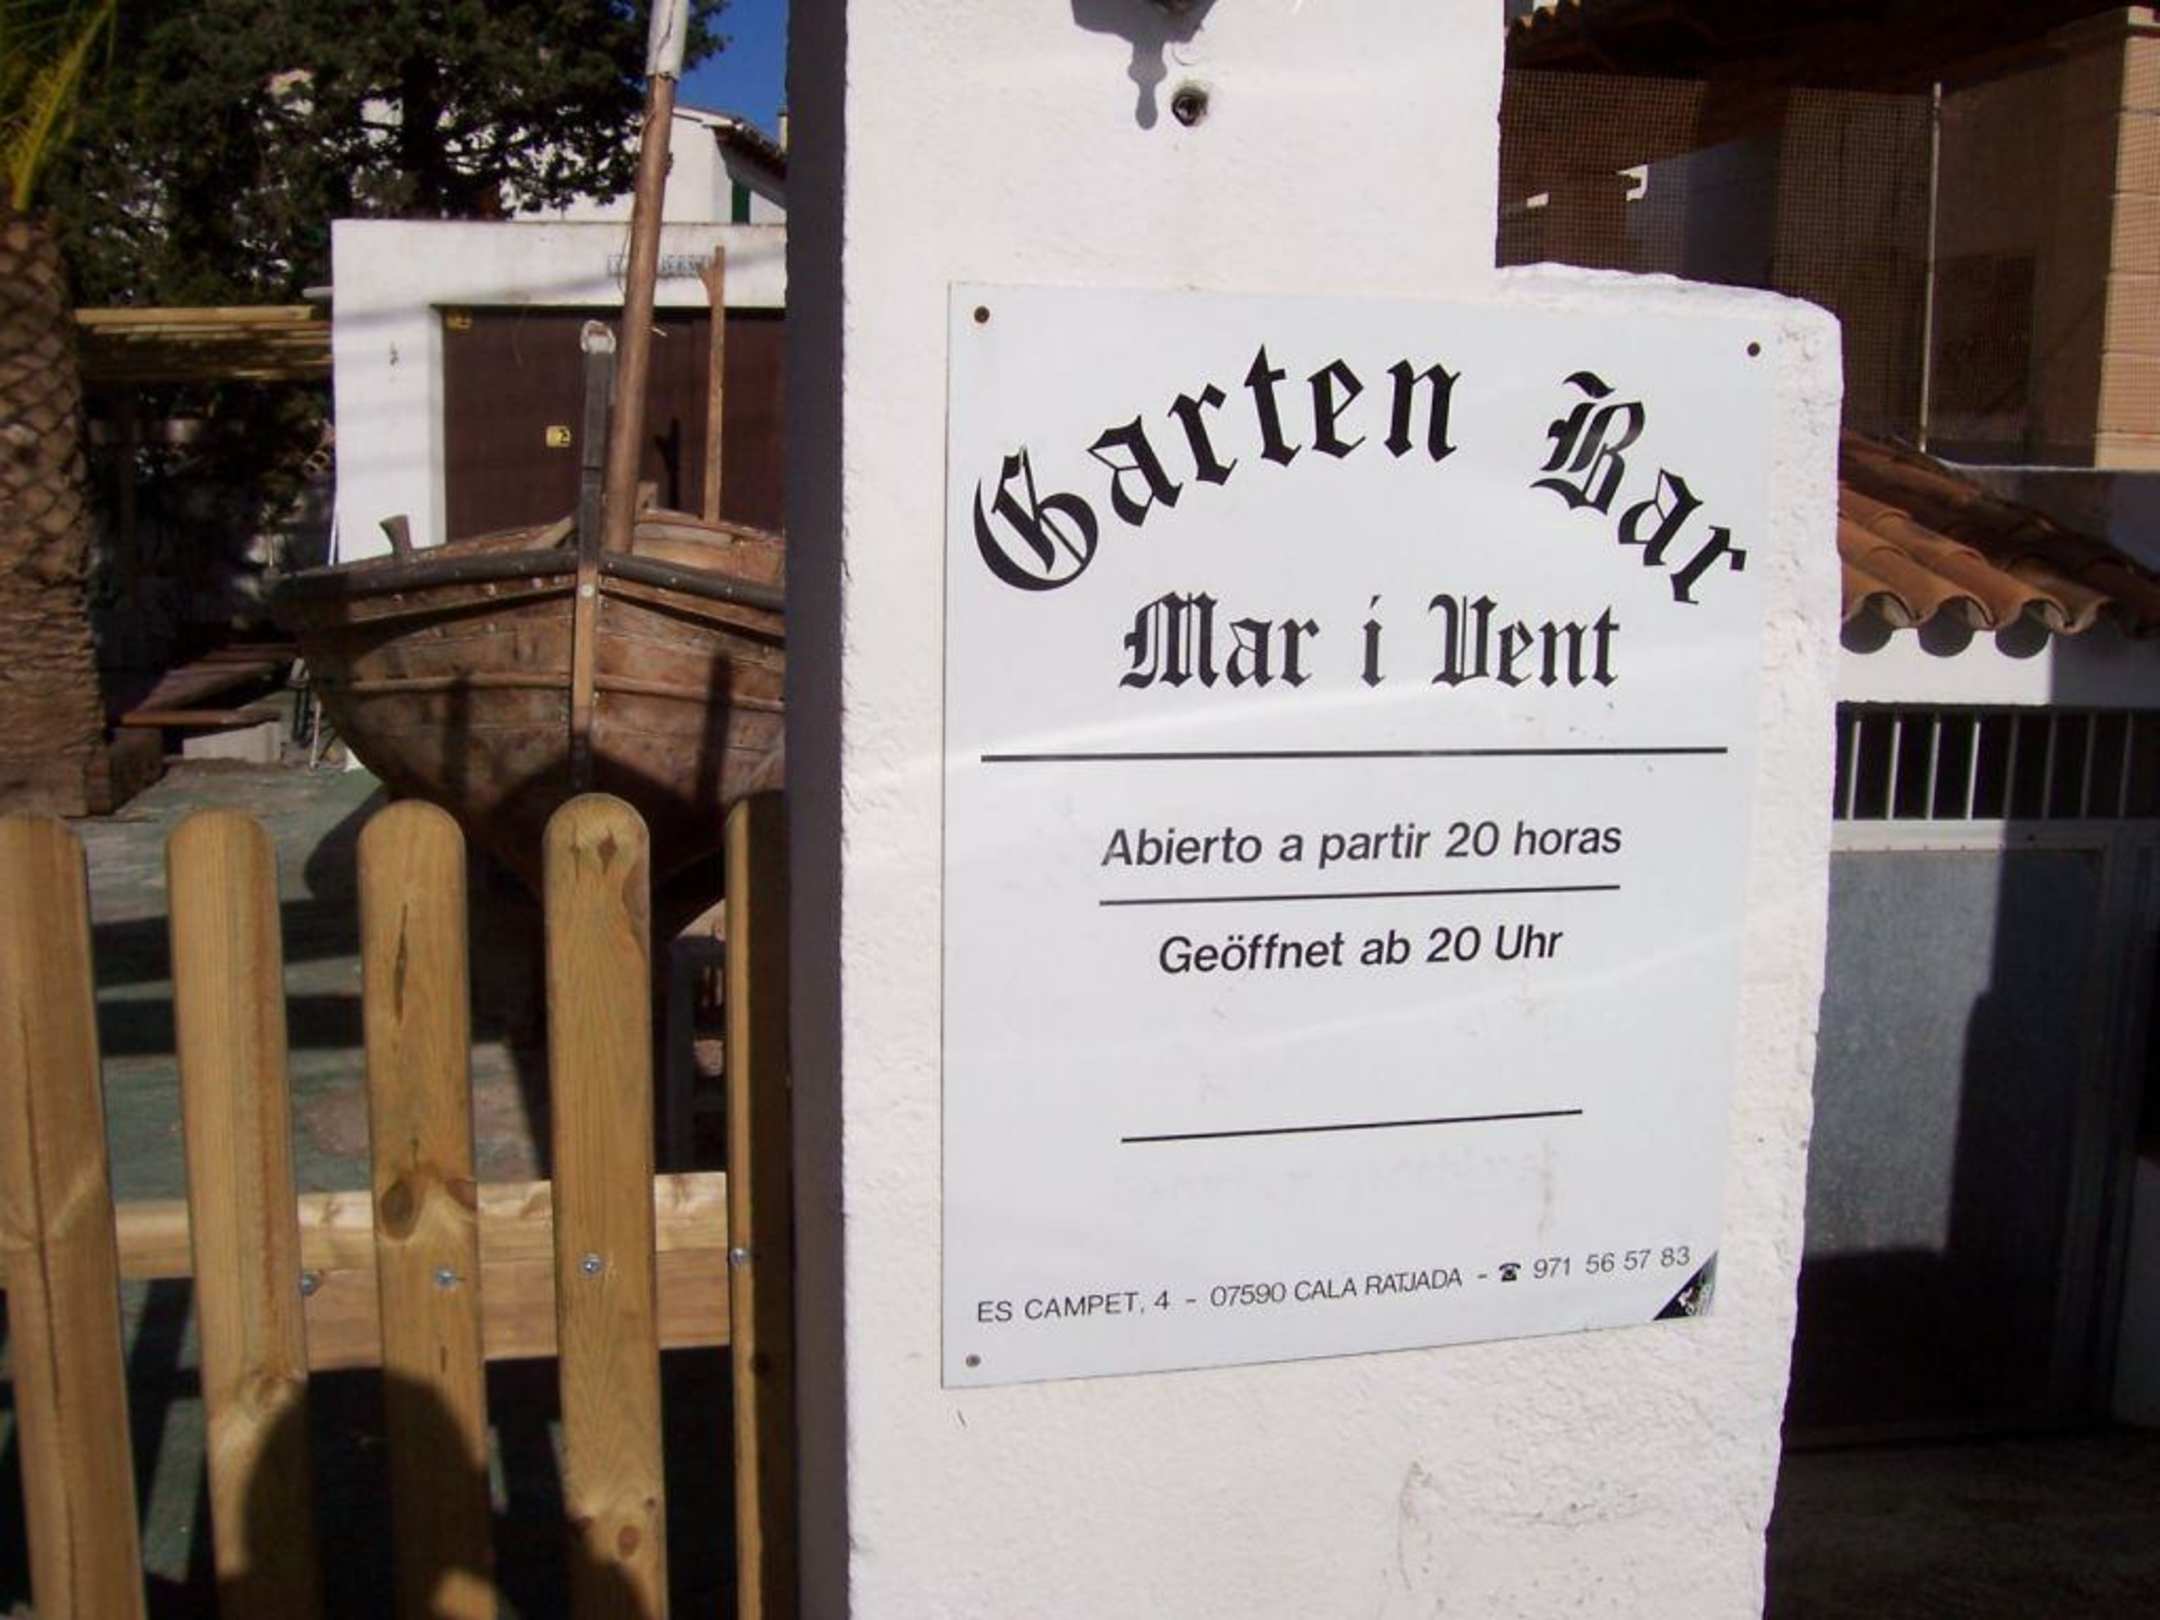 Garten Bar
Mar i Vent
Abierto a partir 20 horas
Geöffnet ab 20 Uhr
ES CAMPET, 4 - 07590 CALA RATJADA - ☎ 971 56 57 83